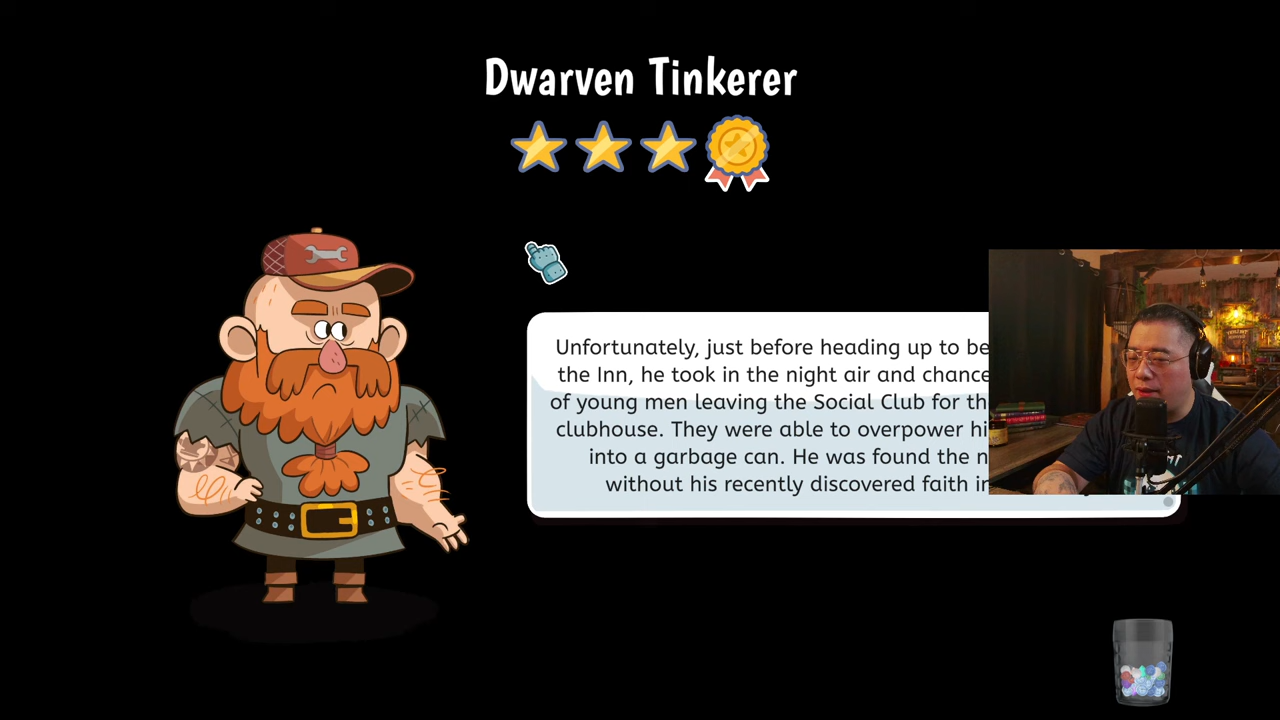 Dwarven Tinkerer
Unfortunately, just before heading up to be
the Inn, he took in the night air and chance
of young men leaving the Social Club for th
clubhouse. They were able to overpower hi
into a garbage can. He was found the n
without his recently discovered faith in